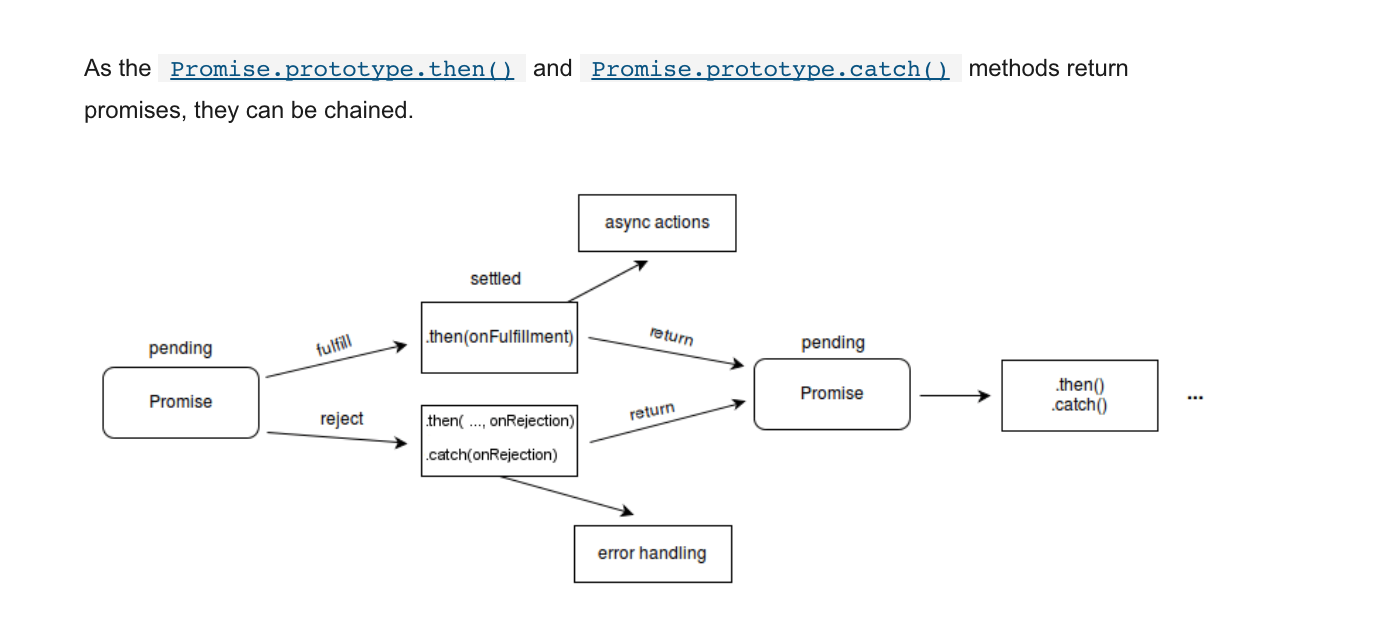 As the Promise.prototype.then() and Promise.prototype.catch() methods return
promises, they can be chained.
async actions
settled
.then(onFulfillment)
fulfill
return
pending
Promise
pending
Promise
.then()
.catch()
...
reject
.then( ..., onRejection)
.catch(onRejection)
return
error handling